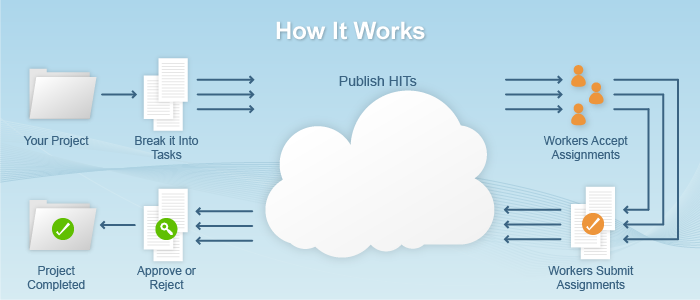 How It Works
Publish HITs
Your Project
Break it Into
Tasks
Workers Accept
Assignments
Project
Completed
Approve or
Reject
Workers Submit
Assignments